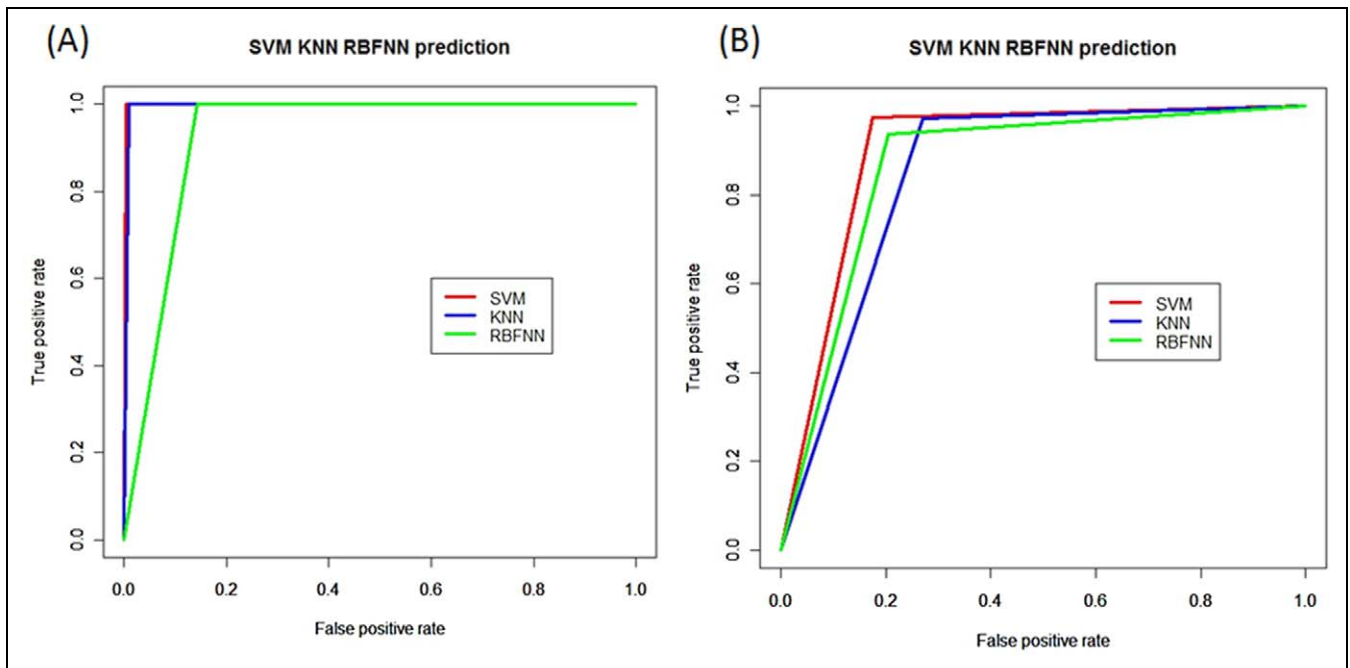 (A)
SVM KNN RBFNN prediction
True positive rate
1.0
0.8
0.6
0.4
0.2
0.0
SVM
KNN
RBFNN
0.0 0.2 0.4 0.6 0.8 1.0
False positive rate
(B)
SVM KNN RBFNN prediction
True positive rate
1.0
0.8
0.6
0.4
0.2
0.0
SVM
KNN
RBFNN
0.0 0.2 0.4 0.6 0.8 1.0
False positive rate